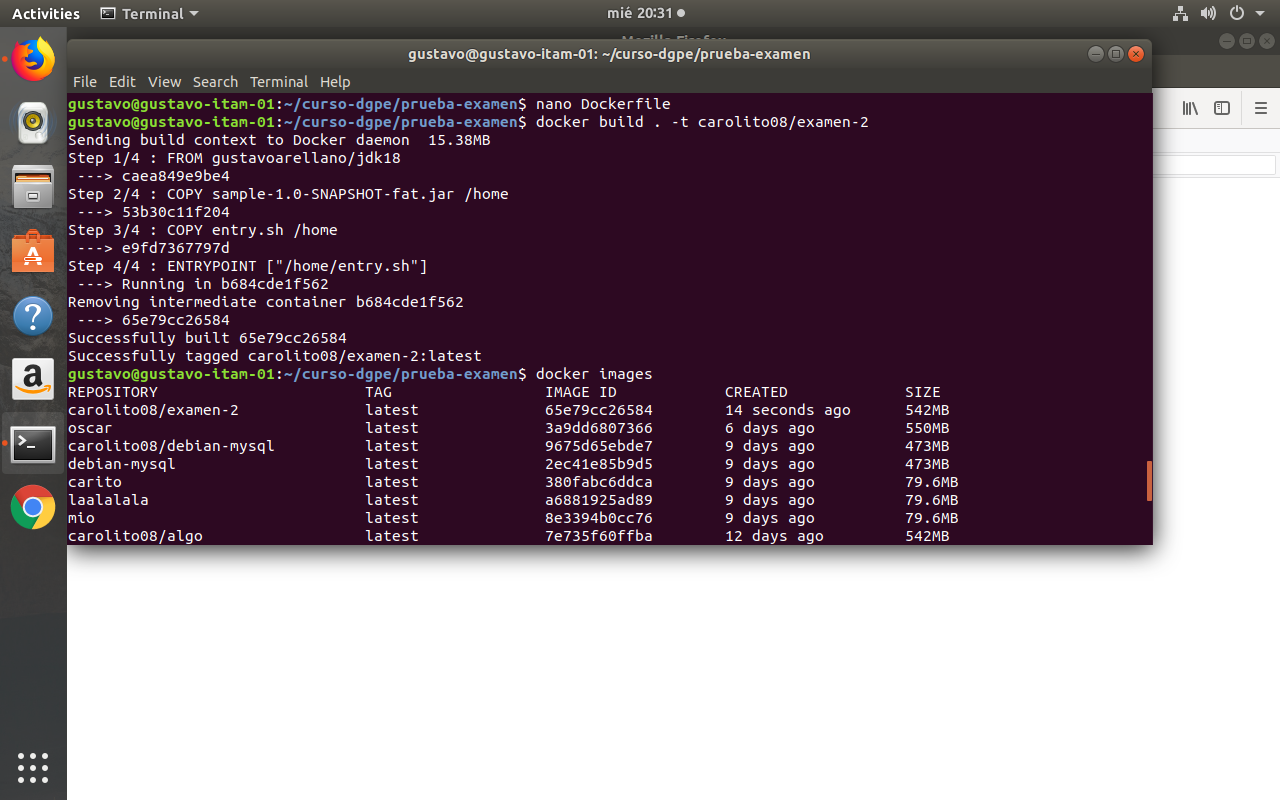 Activities
Terminal
mié 20:31
gustavo@gustavo-itam-01: ~/curso-dgpe/prueba-examen
File Edit View Search Terminal Help
gustavo@gustavo-itam-01:~/curso-dgpe/prueba-examen$ nano Dockerfile
gustavo@gustavo-itam-01:~/curso-dgpe/prueba-examen$ docker build . -t carolito08/examen-2
Sending build context to Docker daemon  15.38MB
Step 1/4 : FROM gustavoarellano/jdk18
 ---> caea849e9be4
Step 2/4 : COPY sample-1.0-SNAPSHOT-fat.jar /home
 ---> 53b30c11f204
Step 3/4 : COPY entry.sh /home
 ---> e9fd7367797d
Step 4/4 : ENTRYPOINT ["/home/entry.sh"]
 ---> Running in b684cde1f562
Removing intermediate container b684cde1f562
 ---> 65e79cc26584
Successfully built 65e79cc26584
Successfully tagged carolito08/examen-2:latest
gustavo@gustavo-itam-01:~/curso-dgpe/prueba-examen$ docker images
REPOSITORY TAG IMAGE ID CREATED SIZE
carolito08/examen-2 latest 65e79cc26584 14 seconds ago 542MB
oscar latest 3a9dd6807366 6 days ago 550MB
carolito08/debian-mysql latest 9675d65ebde7 9 days ago 473MB
debian-mysql latest 2ec41e85b9d5 9 days ago 473MB
carito latest 380fabc6ddca 9 days ago 79.6MB
laalalala latest a6881925ad89 9 days ago 79.6MB
mio latest 8e3394b0cc76 9 days ago 79.6MB
carolito08/algo latest 7e735f60ffba 12 days ago 542MB